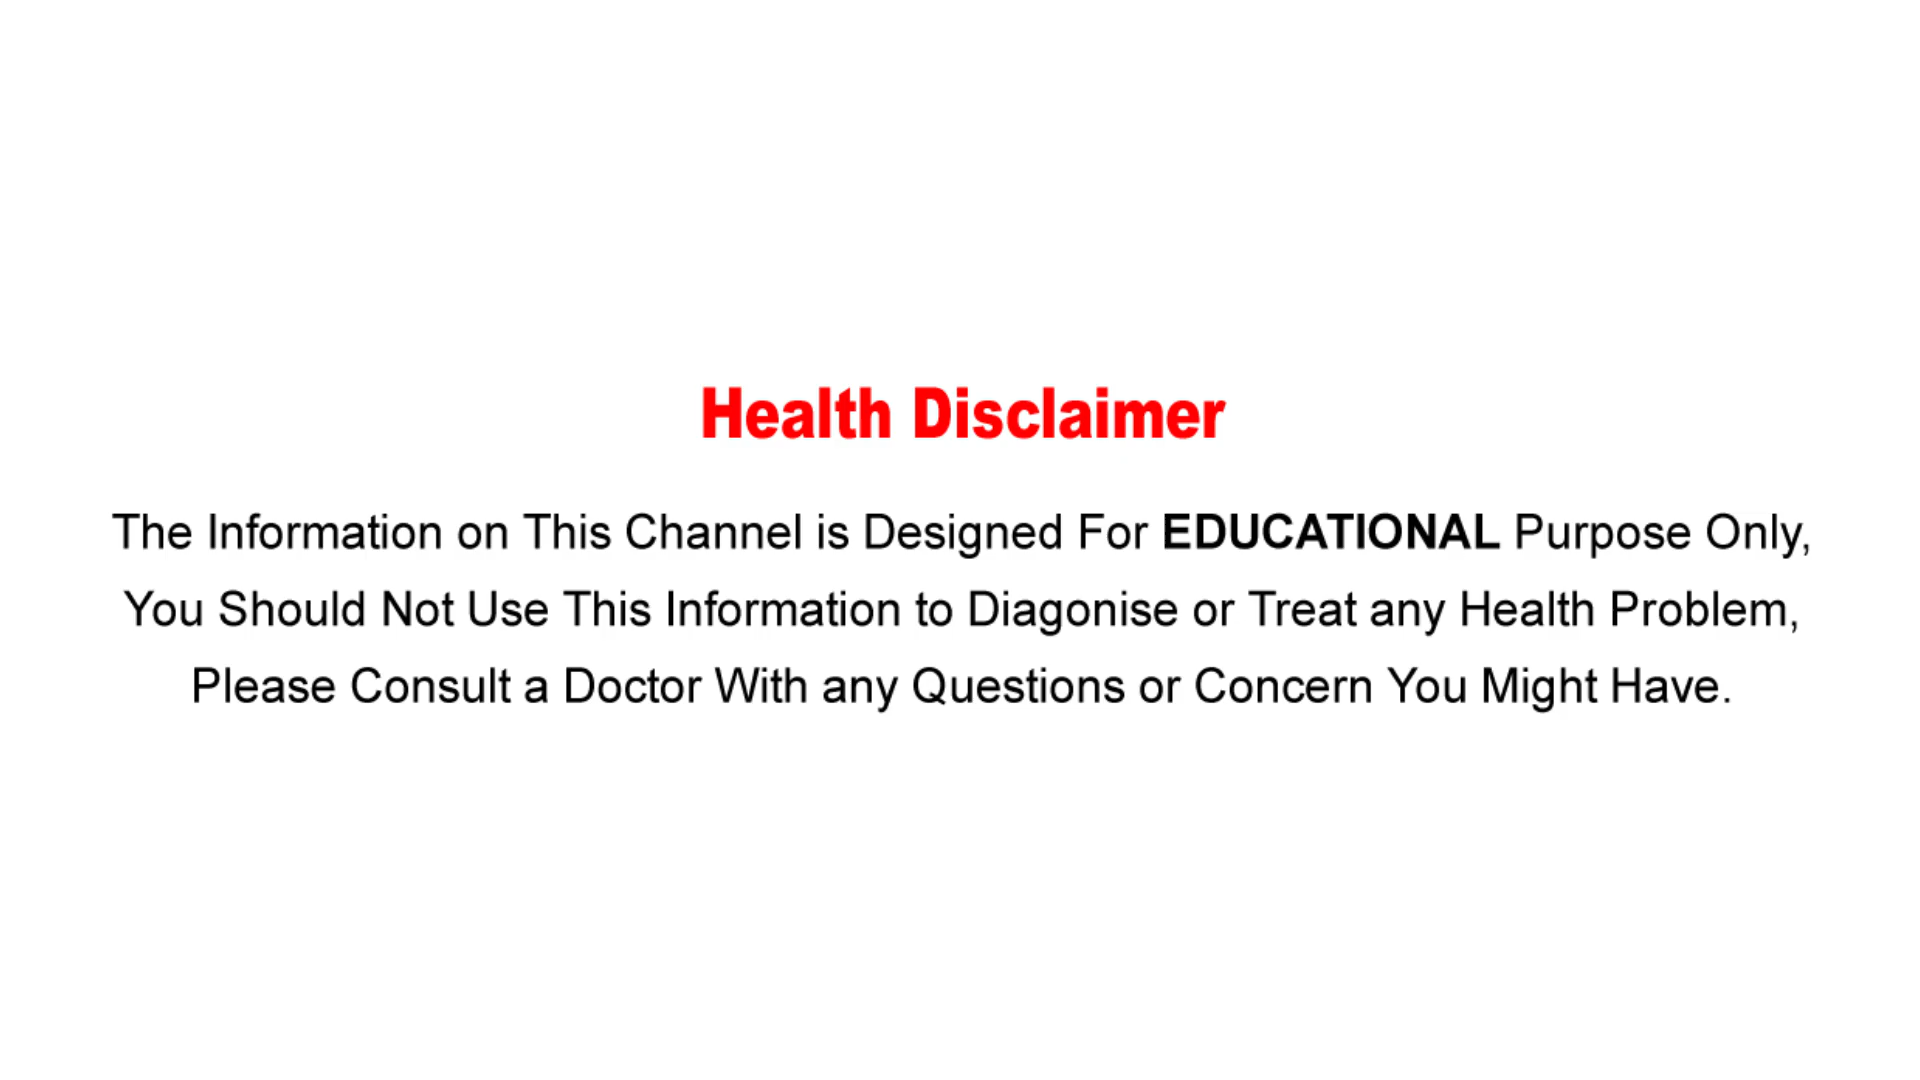 Health Disclaimer
The Information on This Channel is Designed For EDUCATIONAL Purpose Only,
You Should Not Use This Information to Diagonise or Treat any Health Problem,
Please Consult a Doctor With any Questions or Concern You Might Have.